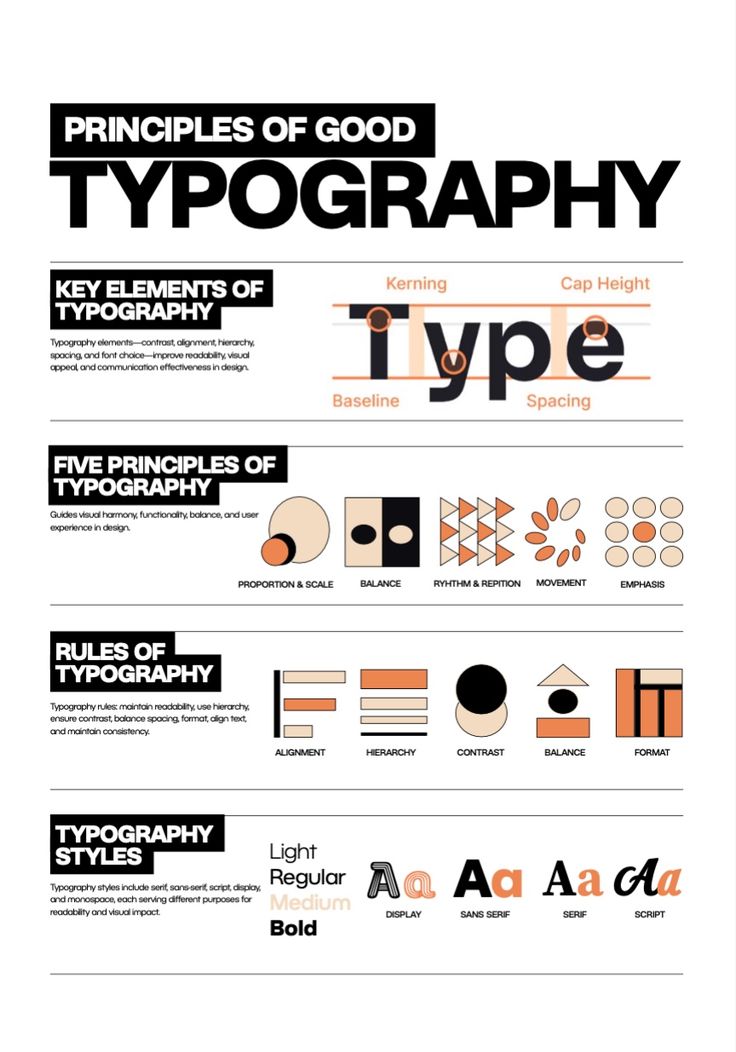 PRINCIPLES OF GOOD
TYPOGRAPHY
KEY ELEMENTS OF
TYPOGRAPHY
Typography elements—contrast, alignment, hierarchy,
spacing, and font choice—improve readability, visual
appeal, and communication effectiveness in design.
Kerning
Cap Height
Type
Baseline
Spacing
FIVE PRINCIPLES OF
TYPOGRAPHY
Guides visual harmony, functionality, balance, and user
experience in design.
PROPORTION & SCALE
BALANCE
RYHTHM & REPITION
MOVEMENT
EMPHASIS
RULES OF
TYPOGRAPHY
Typography rules: maintain readability, use hierarchy,
ensure contrast, balance spacing, format, align text,
and maintain consistency.
ALIGNMENT
HIERARCHY
CONTRAST
BALANCE
FORMAT
TYPOGRAPHY
STYLES
Typography styles include serif, sans-serif, script, display,
and monospace, each serving different purposes for
readability and visual impact.
Light
Regular
Medium
Bold
Aa
DISPLAY
Aa
SANS SERIF
Aa
SERIF
Aa
SCRIPT